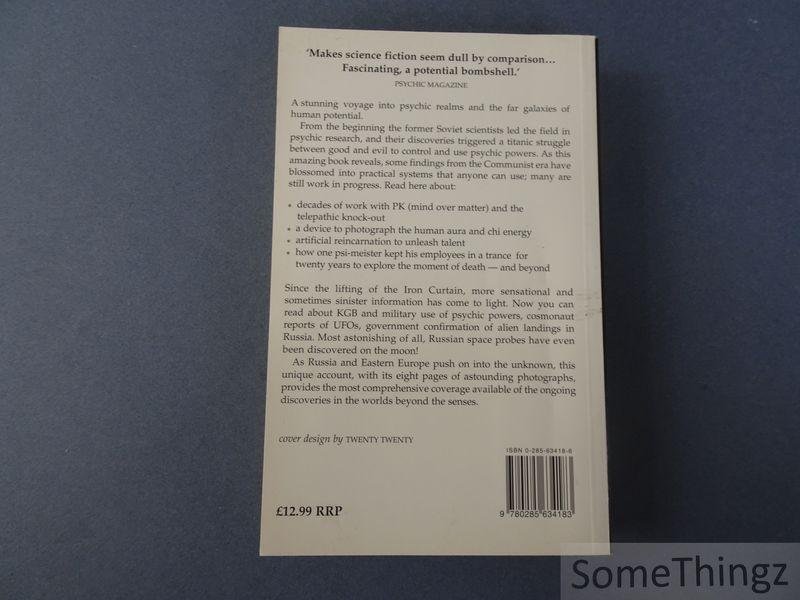 ‘Makes science fiction seem dull by comparison…
Fascinating, a potential bombshell.’
PSYCHIC MAGAZINE
A stunning voyage into psychic realms and the far galaxies of
human potential.
From the beginning the former Soviet scientists led the field in
psychic research, and their discoveries triggered a titanic struggle
between good and evil to control and use psychic powers. As this
amazing book reveals, some findings from the Communist era have
blossomed into practical systems that anyone can use; many are
still work in progress. Read here about:
• decades of work with PK (mind over matter) and the
telepathic knock-out
• a device to photograph the human aura and chi energy
• artificial reincarnation to unleash talent
• how one psi-meister kept his employees in a trance for
twenty years to explore the moment of death — and beyond
Since the lifting of the Iron Curtain, more sensational and
sometimes sinister information has come to light. Now you can
read about KGB and military use of psychic powers, cosmonaut
reports of UFOs, government confirmation of alien landings in
Russia. Most astonishing of all, Russian space probes have even
been discovered on the moon!
As Russia and Eastern Europe push on into the unknown, this
unique account, with its eight pages of astounding photographs,
provides the most comprehensive coverage available of the ongoing
discoveries in the worlds beyond the senses.
cover design by TWENTY TWENTY
ISBN 0-285-63418-6
£12.99 RRP
9 780285 634183
SomeThingz